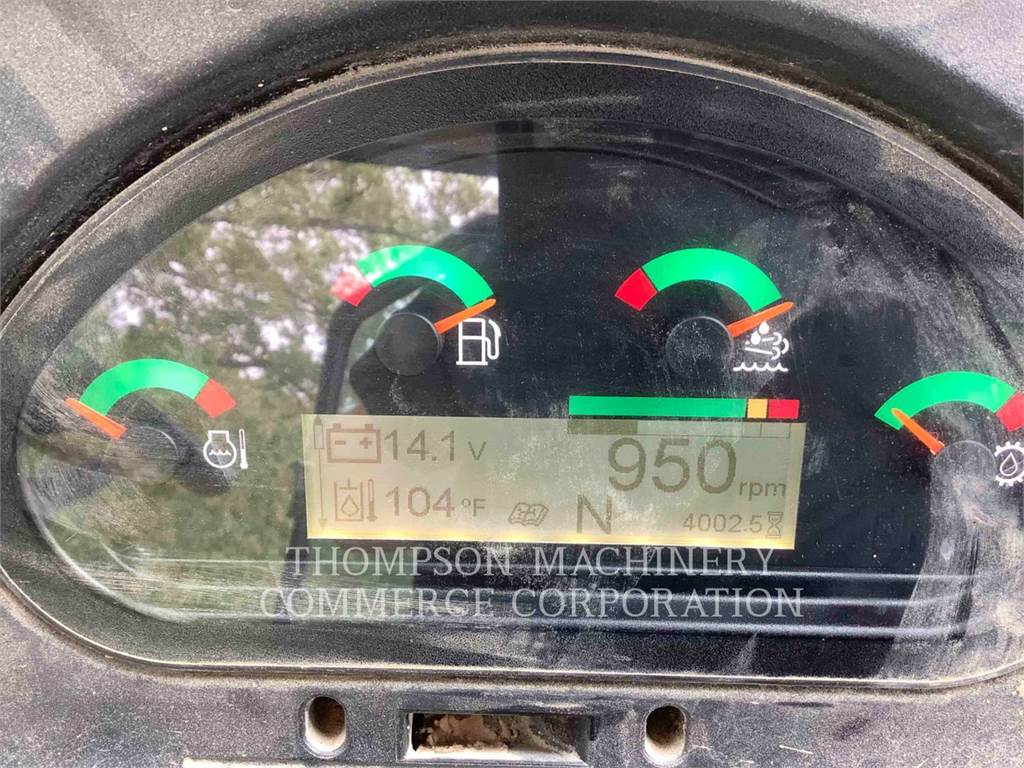 14.1 V
950 rpm
104 °F
N
4002.5
THOMPSON MACHINERY
COMMERCE CORPORATION